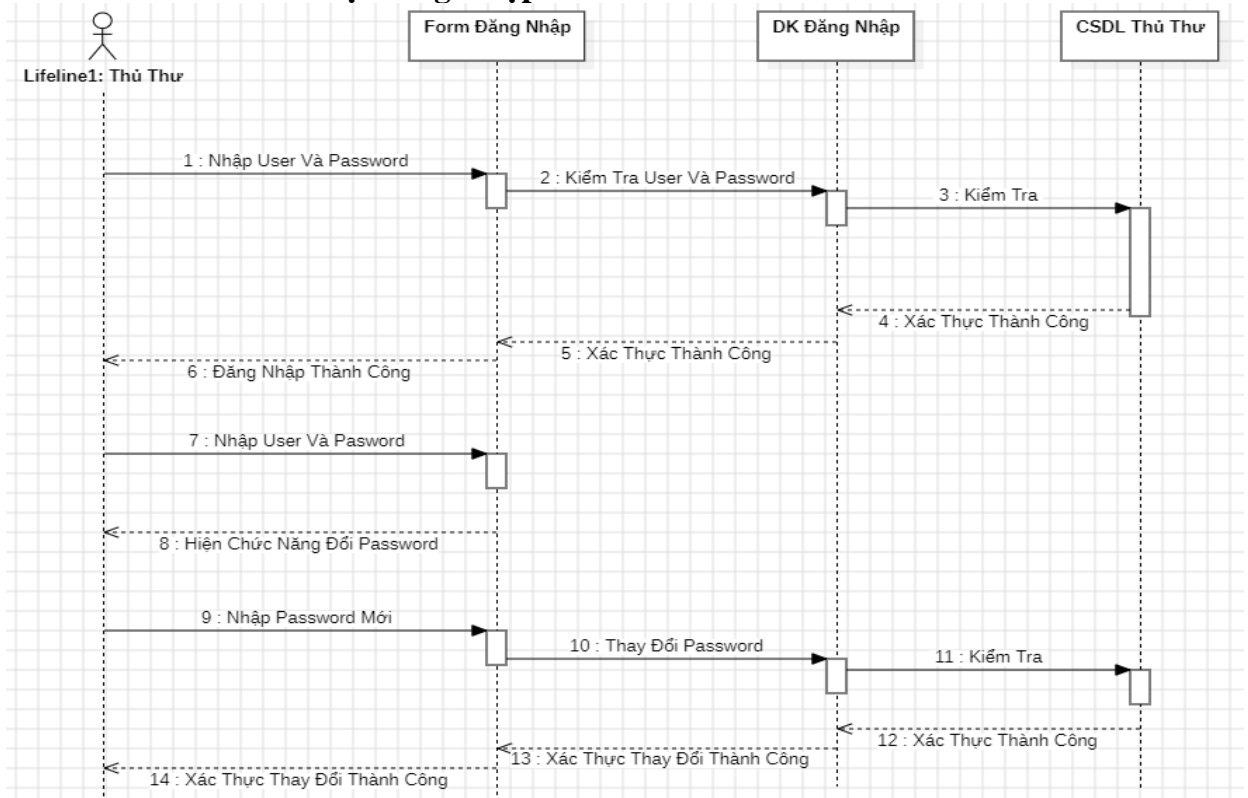 Form Đăng Nhập
DK Đăng Nhập
CSDL Thủ Thư
Lifeline1: Thủ Thư
1 : Nhập User Và Password
2 : Kiểm Tra User Và Password
3 : Kiểm Tra
4 : Xác Thực Thành Công
5 : Xác Thực Thành Công
6 : Đăng Nhập Thành Công
7 : Nhập User Và Pasword
8 : Hiện Chức Năng Đổi Password
9 : Nhập Password Mới
10 : Thay Đổi Password
11 : Kiểm Tra
12 : Xác Thực Thành Công
13 : Xác Thực Thay Đổi Thành Công
14 : Xác Thực Thay Đổi Thành Công